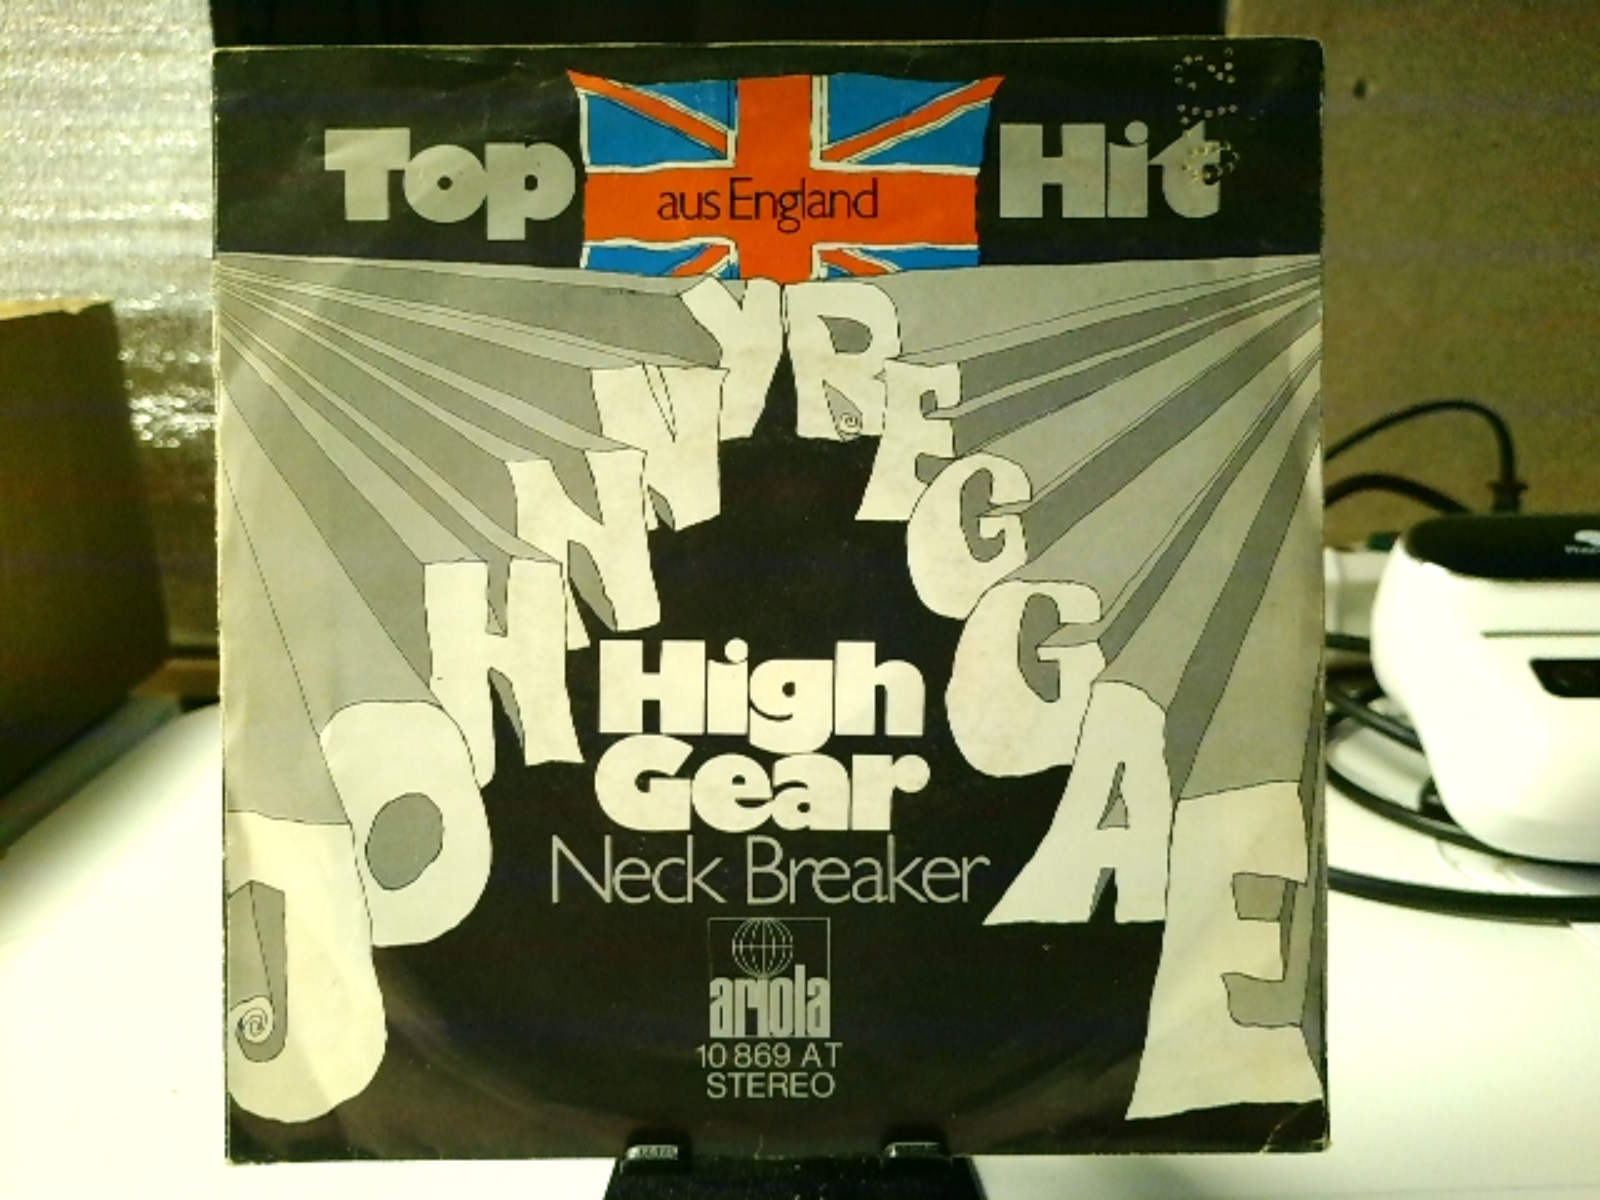 Top aus England Hit
JOHNNY REGGAE
High
Gear
Neck Breaker
ariola
10 869 AT
STEREO